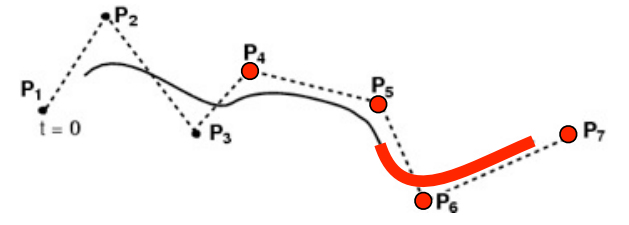 P₂
P₄
P₁
P₅
t = 0
P₃
P₇
P₆